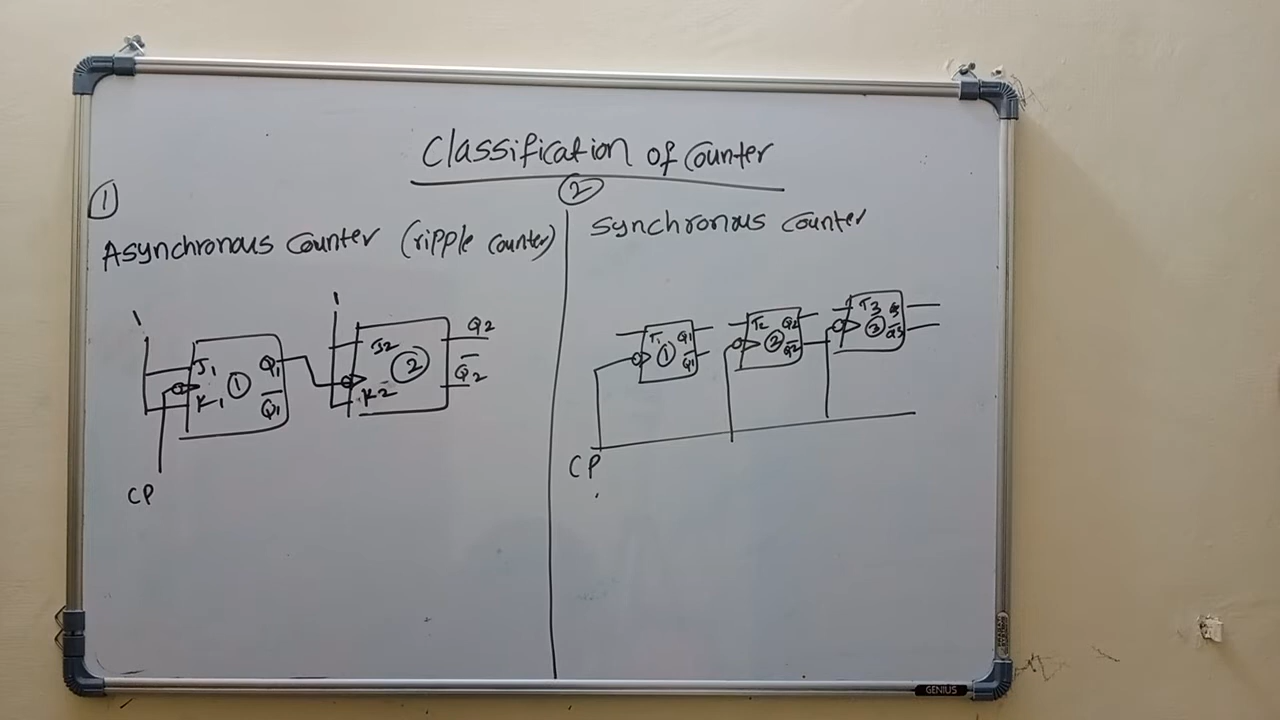 Classification of Counter
①
Asynchronous Counter (ripple counter)
1
1
J1
Q1
①
K1
Q̅1
CP
J2
Q2
②
K2
Q̅2
②
Synchronous Counter
T1
Q1
①
Q̅1
T2
Q2
②
Q̅2
T3
Q3
③
Q̅3
CP
GENIUS